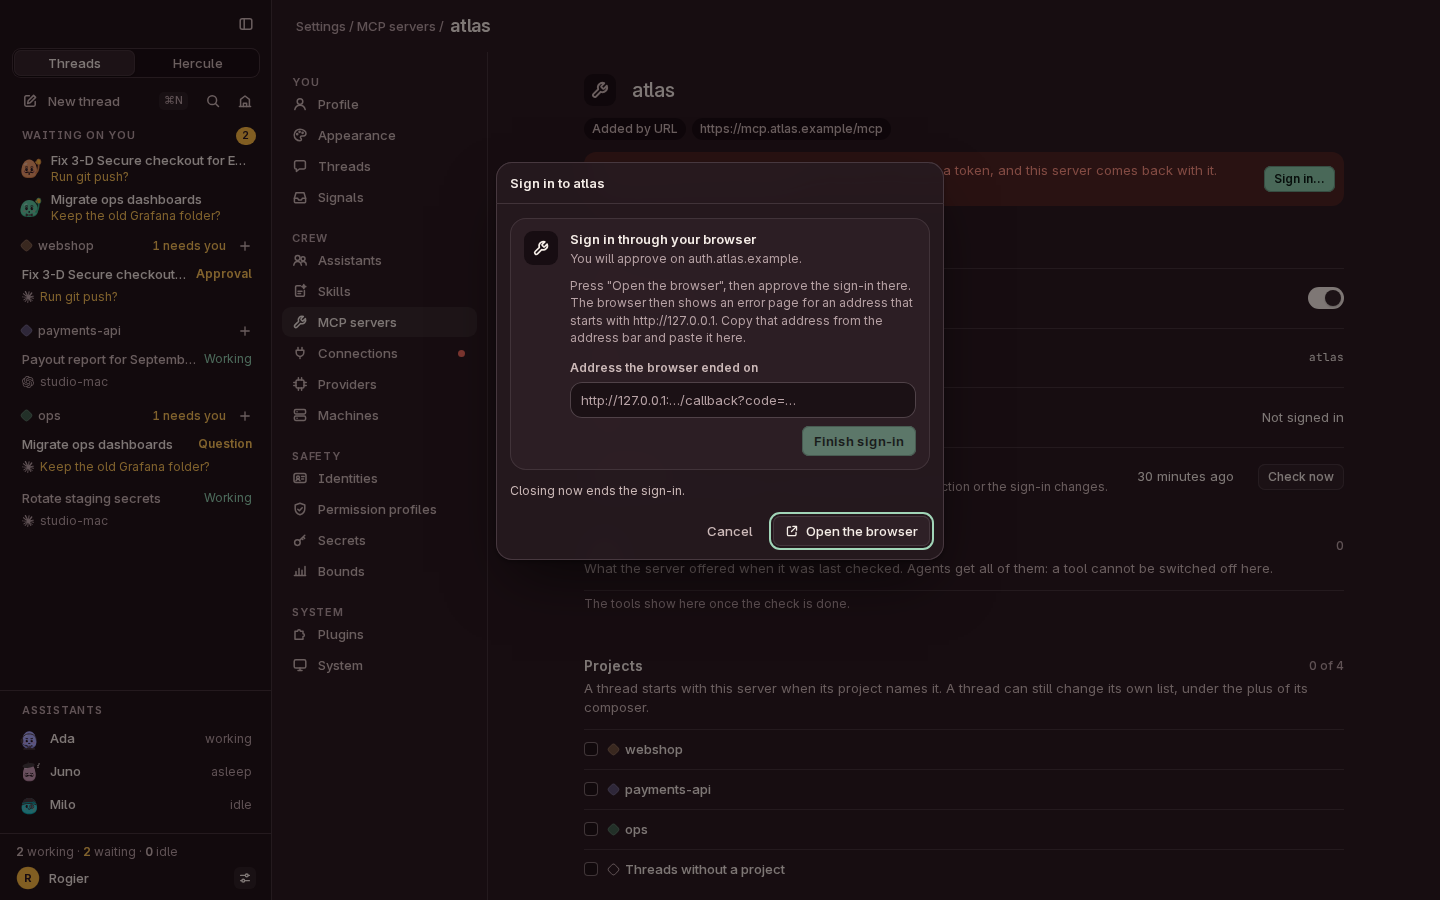 Settings / MCP servers / atlas
Threads
Hercule
New thread
⌘N
WAITING ON YOU
2
Fix 3-D Secure checkout for E…
Run git push?
Migrate ops dashboards
Keep the old Grafana folder?
webshop
1 needs you
Fix 3-D Secure checkout…
Approval
Run git push?
payments-api
Payout report for Septemb…
Working
studio-mac
ops
1 needs you
Migrate ops dashboards
Question
Keep the old Grafana folder?
Rotate staging secrets
Working
studio-mac
ASSISTANTS
Ada
working
Juno
asleep
Milo
idle
2 working · 2 waiting · 0 idle
R
Rogier
YOU
Profile
Appearance
Threads
Signals
CREW
Assistants
Skills
MCP servers
Connections
Providers
Machines
SAFETY
Identities
Permission profiles
Secrets
Bounds
SYSTEM
Plugins
System
atlas
Added by URL
https://mcp.atlas.example/mcp
a token, and this server comes back with it.
Sign in…
atlas
Not signed in
ction or the sign-in changes.
30 minutes ago
Check now
0
What the server offered when it was last checked. Agents get all of them: a tool cannot be switched off here.
The tools show here once the check is done.
Projects
0 of 4
A thread starts with this server when its project names it. A thread can still change its own list, under the plus of its
composer.
webshop
payments-api
ops
Threads without a project
Sign in to atlas
Sign in through your browser
You will approve on auth.atlas.example.
Press "Open the browser", then approve the sign-in there.
The browser then shows an error page for an address that
starts with http://127.0.0.1. Copy that address from the
address bar and paste it here.
Address the browser ended on
http://127.0.0.1:…/callback?code=…
Finish sign-in
Closing now ends the sign-in.
Cancel
Open the browser